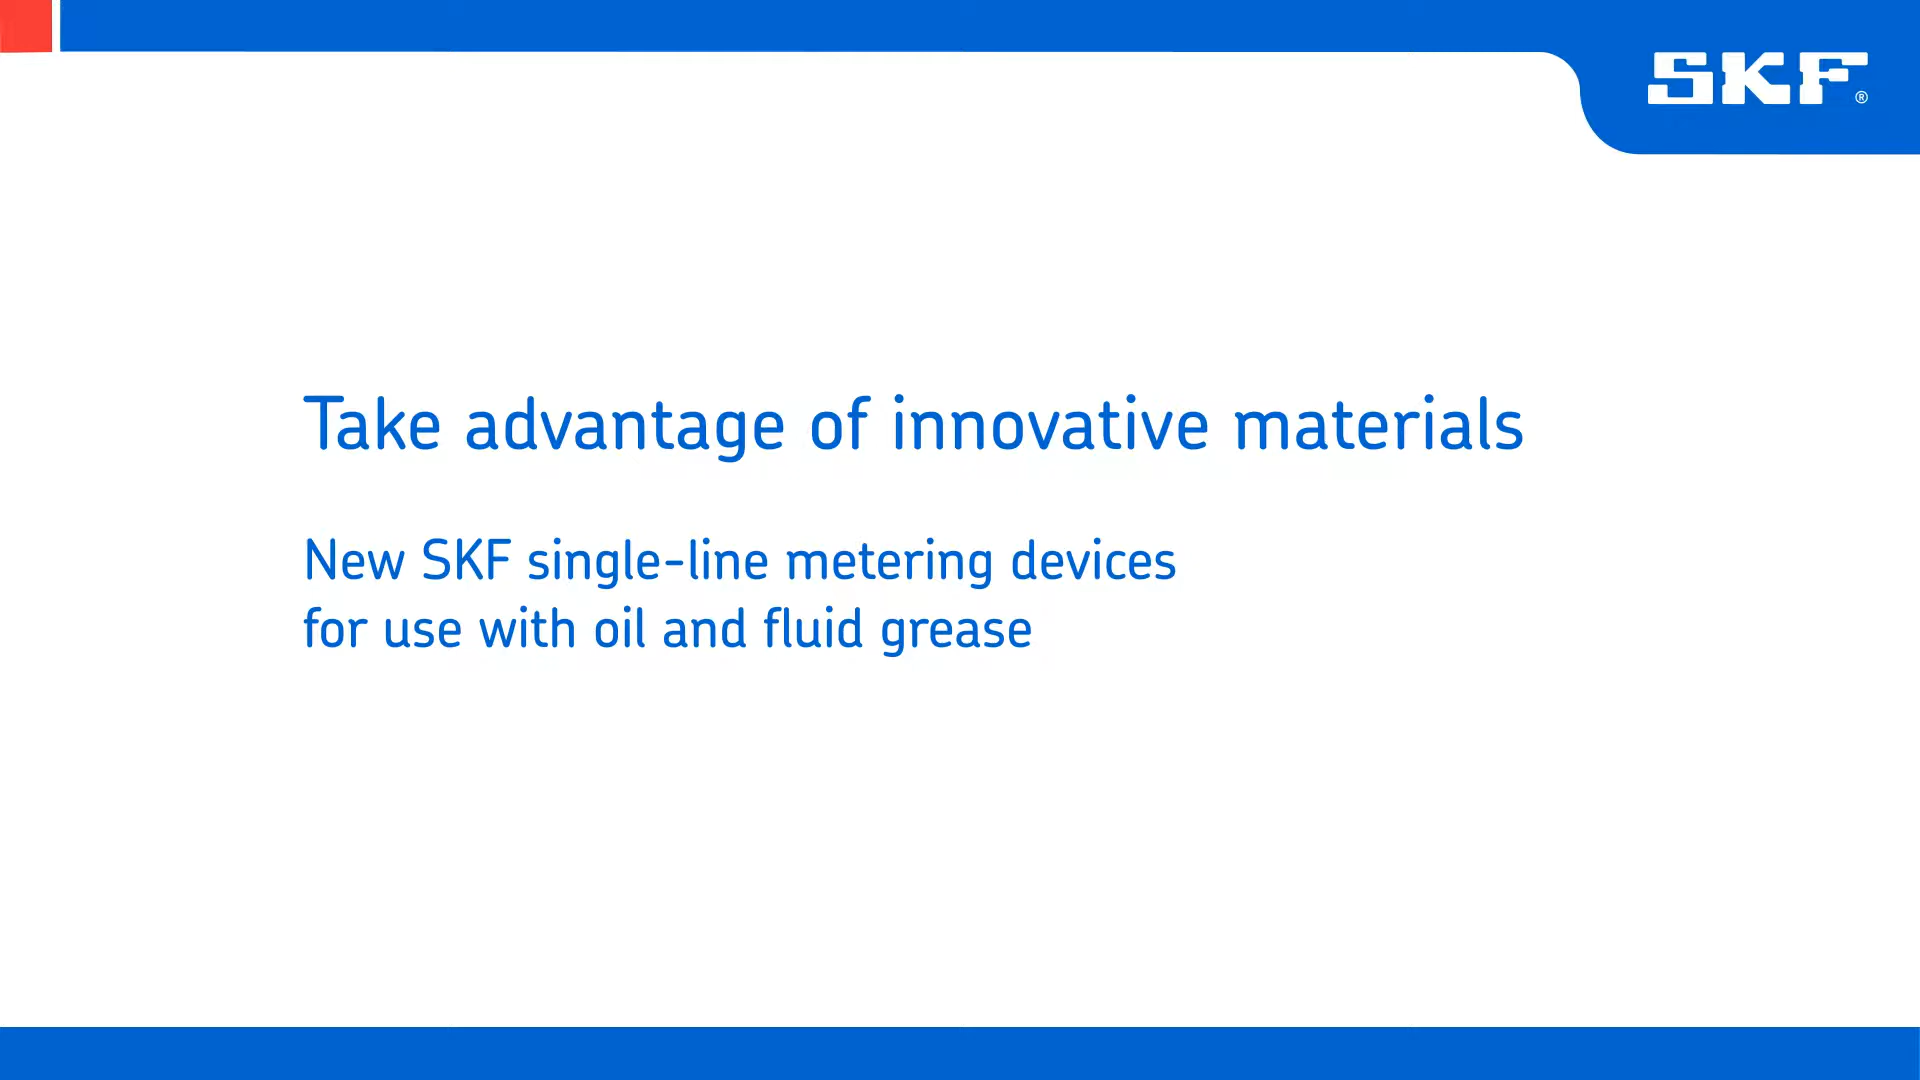 SKF®
Take advantage of innovative materials
New SKF single-line metering devices
for use with oil and fluid grease